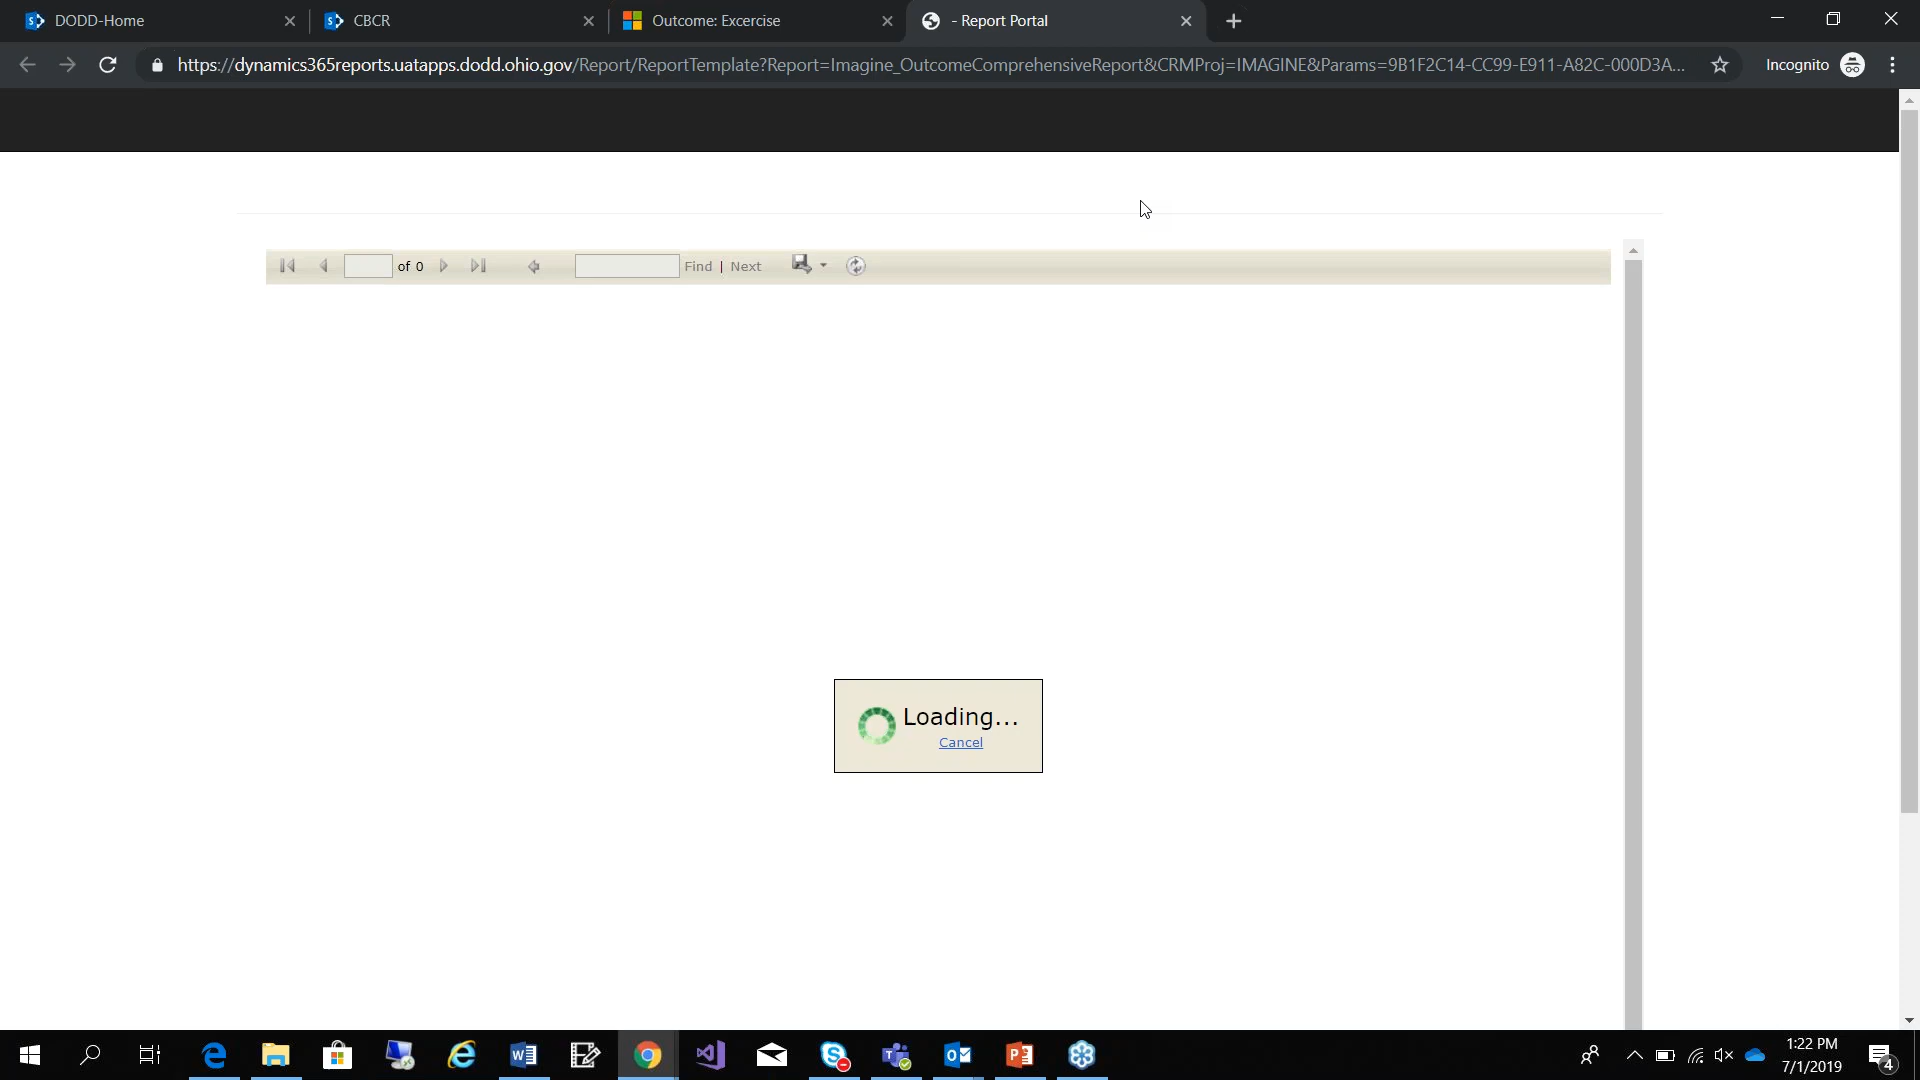 DODD-Home
CBCR
Outcome: Excercise
- Report Portal
https://dynamics365reports.uatapps.dodd.ohio.gov/Report/ReportTemplate?Report=Imagine_OutcomeComprehensiveReport&CRMProj=IMAGINE&Params=9B1F2C14-CC99-E911-A82C-000D3A...
Incognito
of 0
Find | Next
Loading...
Cancel
1:22 PM
7/1/2019
4